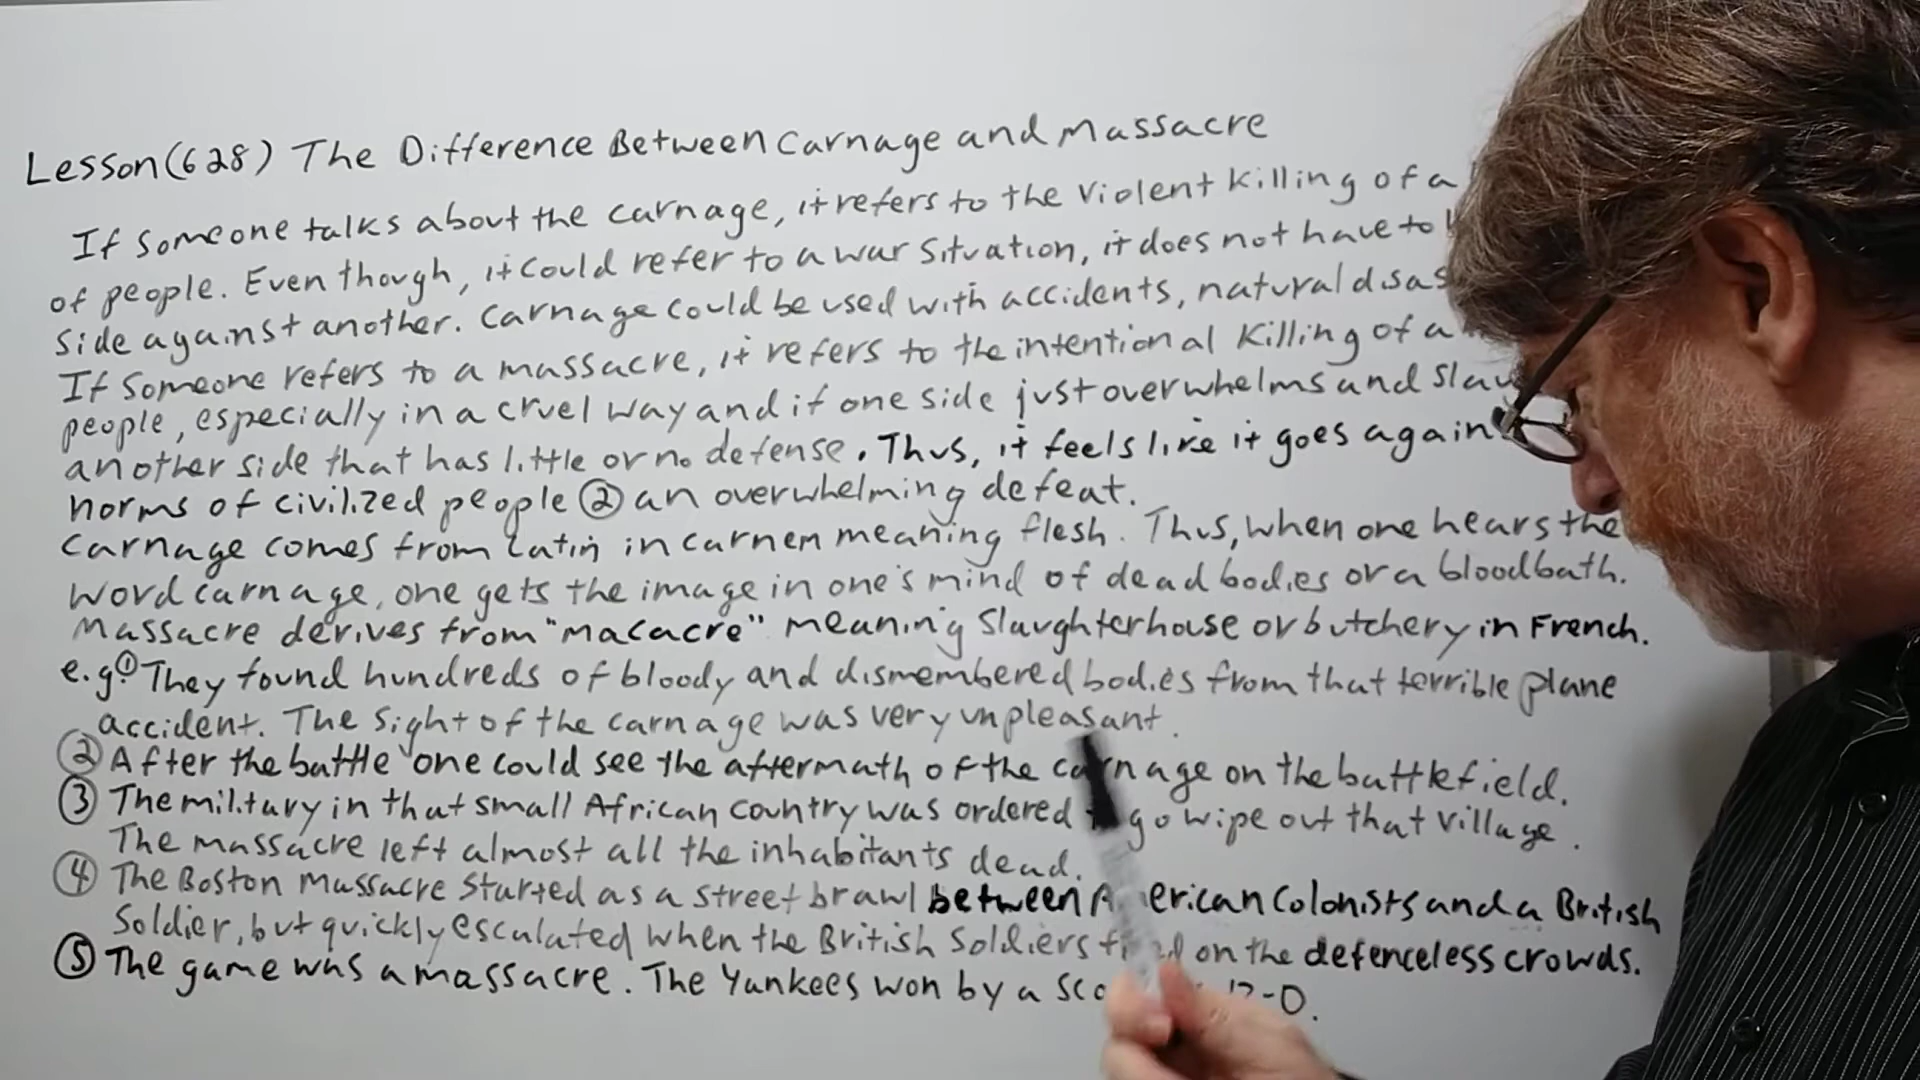 Lesson(628) The Difference Between Carnage and Massacre
If someone talks about the carnage, it refers to the violent killing of a
of people. Even though, it could refer to a war situation, it does not have to
side against another. Carnage could be used with accidents, natural disas
If someone refers to a massacre, it refers to the intentional killing of a
people, especially in a cruel way and if one side just overwhelms and
another side that has little or no defense. Thus, it feels like it goes again
norms of civilized people ② an overwhelming defeat.
Carnage comes from Latin in carnem meaning flesh. Thus, when one hears the
word carnage, one gets the image in one's mind of dead bodies or a bloodbath.
Massacre derives from "macacre" meaning slaughterhouse or butchery in French.
e.g① They found hundreds of bloody and dismembered bodies from that terrible plane
accident. The sight of the carnage was very unpleasant.
② After the battle one could see the aftermath of the carnage on the battlefield.
③ The military in that small African country was ordered go wipe out that village.
The massacre left almost all the inhabitants dead.
④ The Boston Massacre started as a street brawl between American Colonists and a British
Soldier, but quickly esculated when the British Soldiers on the defenceless crowds.
⑤ The game was a massacre. The Yankees won by a -0.